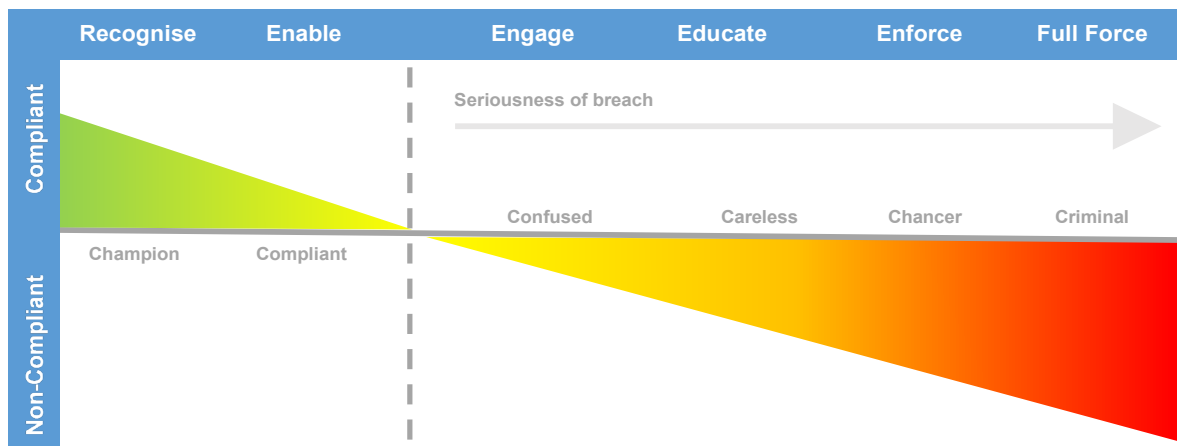 Recognise Enable Engage Educate Enforce Full Force
Compliant
Seriousness of breach
Confused Careless Chancer Criminal
Champion Compliant
Non-Compliant